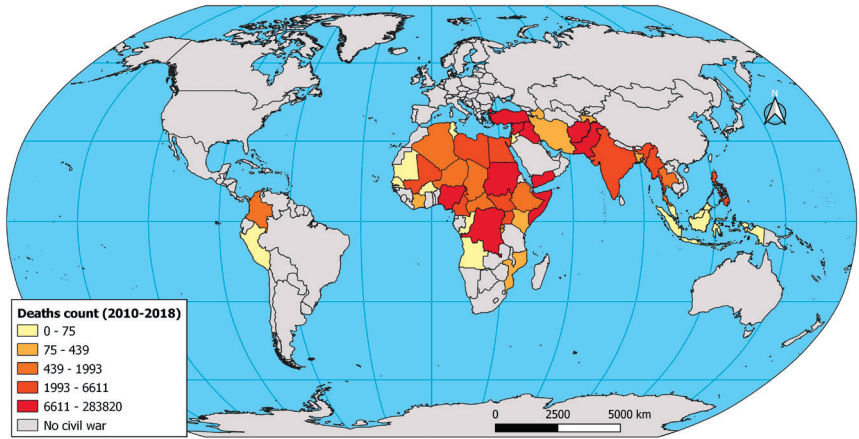 N
Deaths count (2010-2018)
0 - 75
75 - 439
439 - 1993
1993 - 6611
6611 - 283820
No civil war
0 2500 5000 km